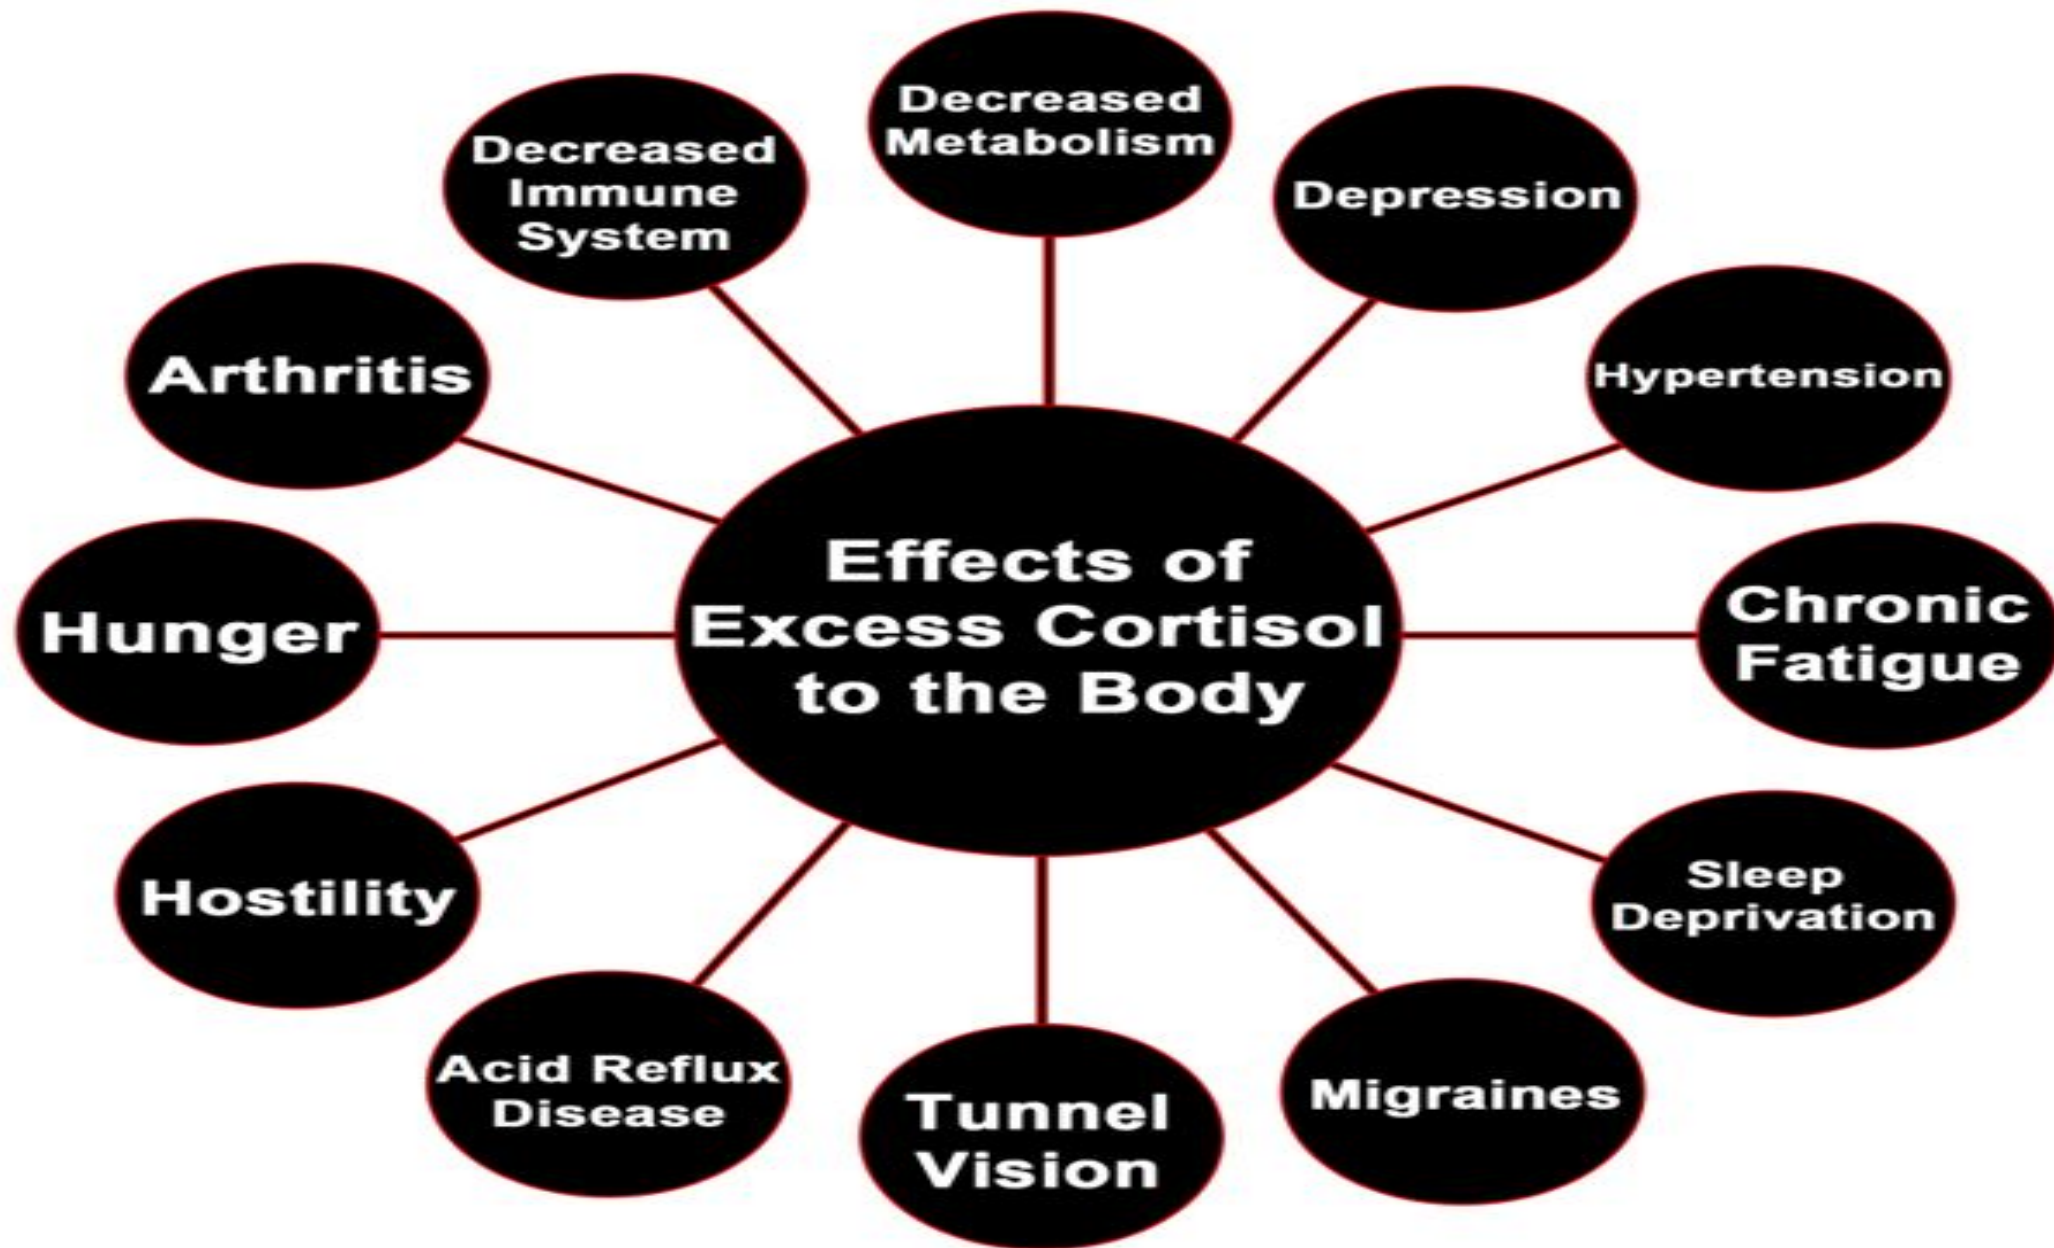 Decreased
Metabolism
Decreased
Immune
System
Depression
Arthritis
Hypertension
Effects of
Excess Cortisol
to the Body
Hunger
Chronic
Fatigue
Hostility
Sleep
Deprivation
Acid Reflux
Disease
Tunnel
Vision
Migraines